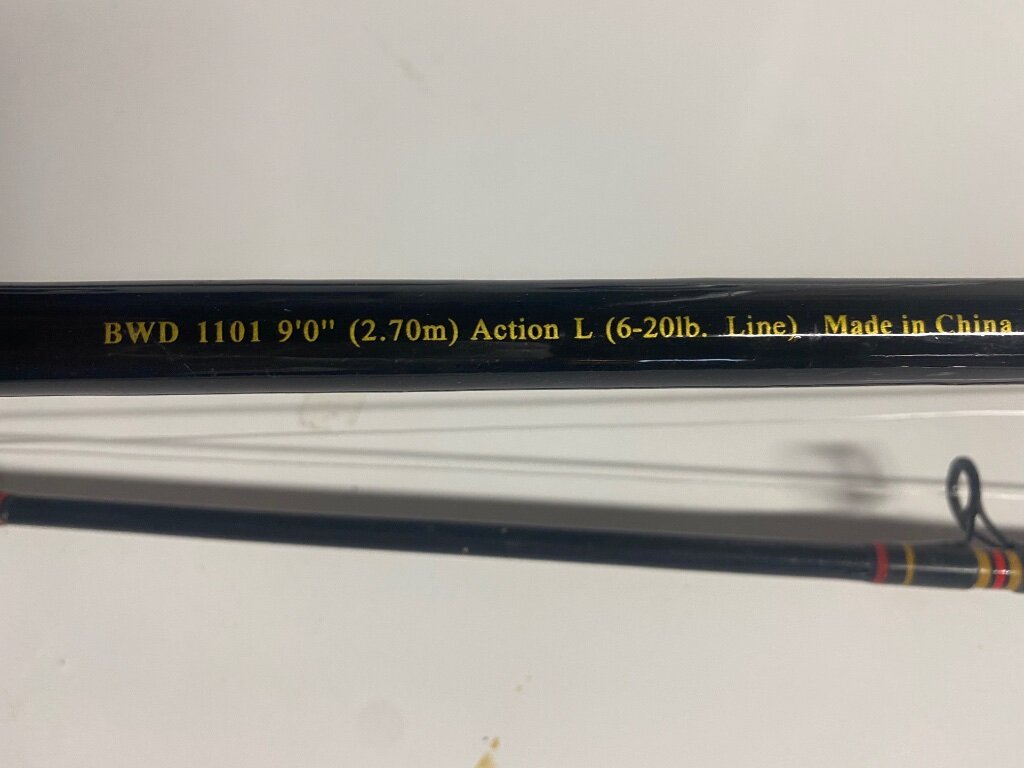 BWD 1101 9'0" (2.70m) Action L (6-20lb. Line) Made in China